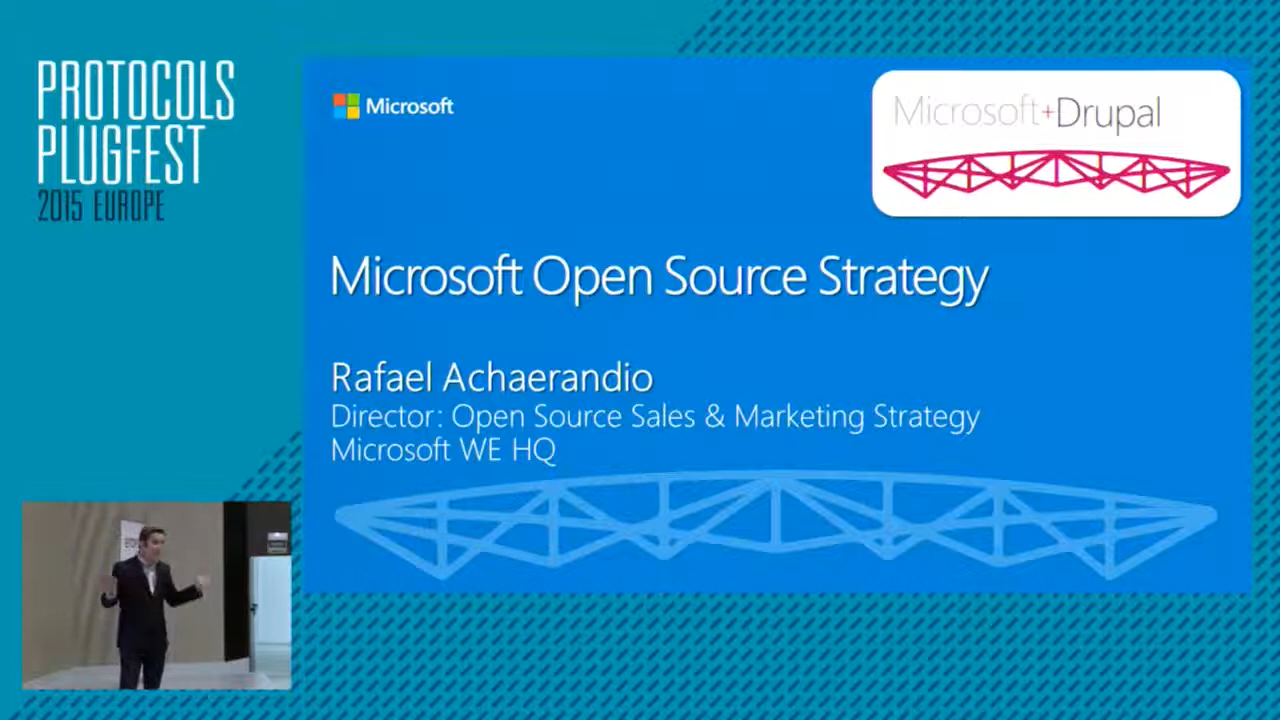 PROTOCOLS
PLUGFEST
2015 EUROPE
Microsoft
Microsoft+Drupal
Microsoft Open Source Strategy
Rafael Achaerandio
Director: Open Source Sales & Marketing Strategy
Microsoft WE HQ